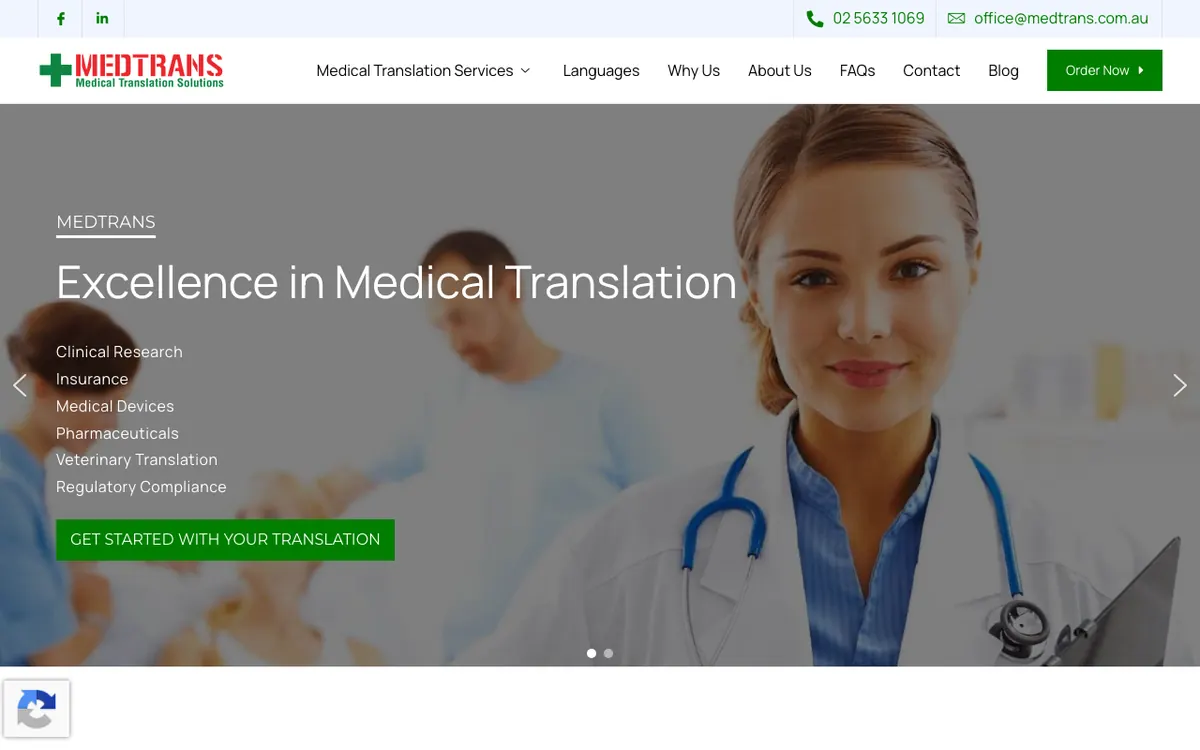 02 5633 1069
office@medtrans.com.au
MEDTRANS
Medical Translation Solutions
Medical Translation Services
Languages
Why Us
About Us
FAQs
Contact
Blog
Order Now
MEDTRANS
Excellence in Medical Translation
Clinical Research
Insurance
Medical Devices
Pharmaceuticals
Veterinary Translation
Regulatory Compliance
GET STARTED WITH YOUR TRANSLATION